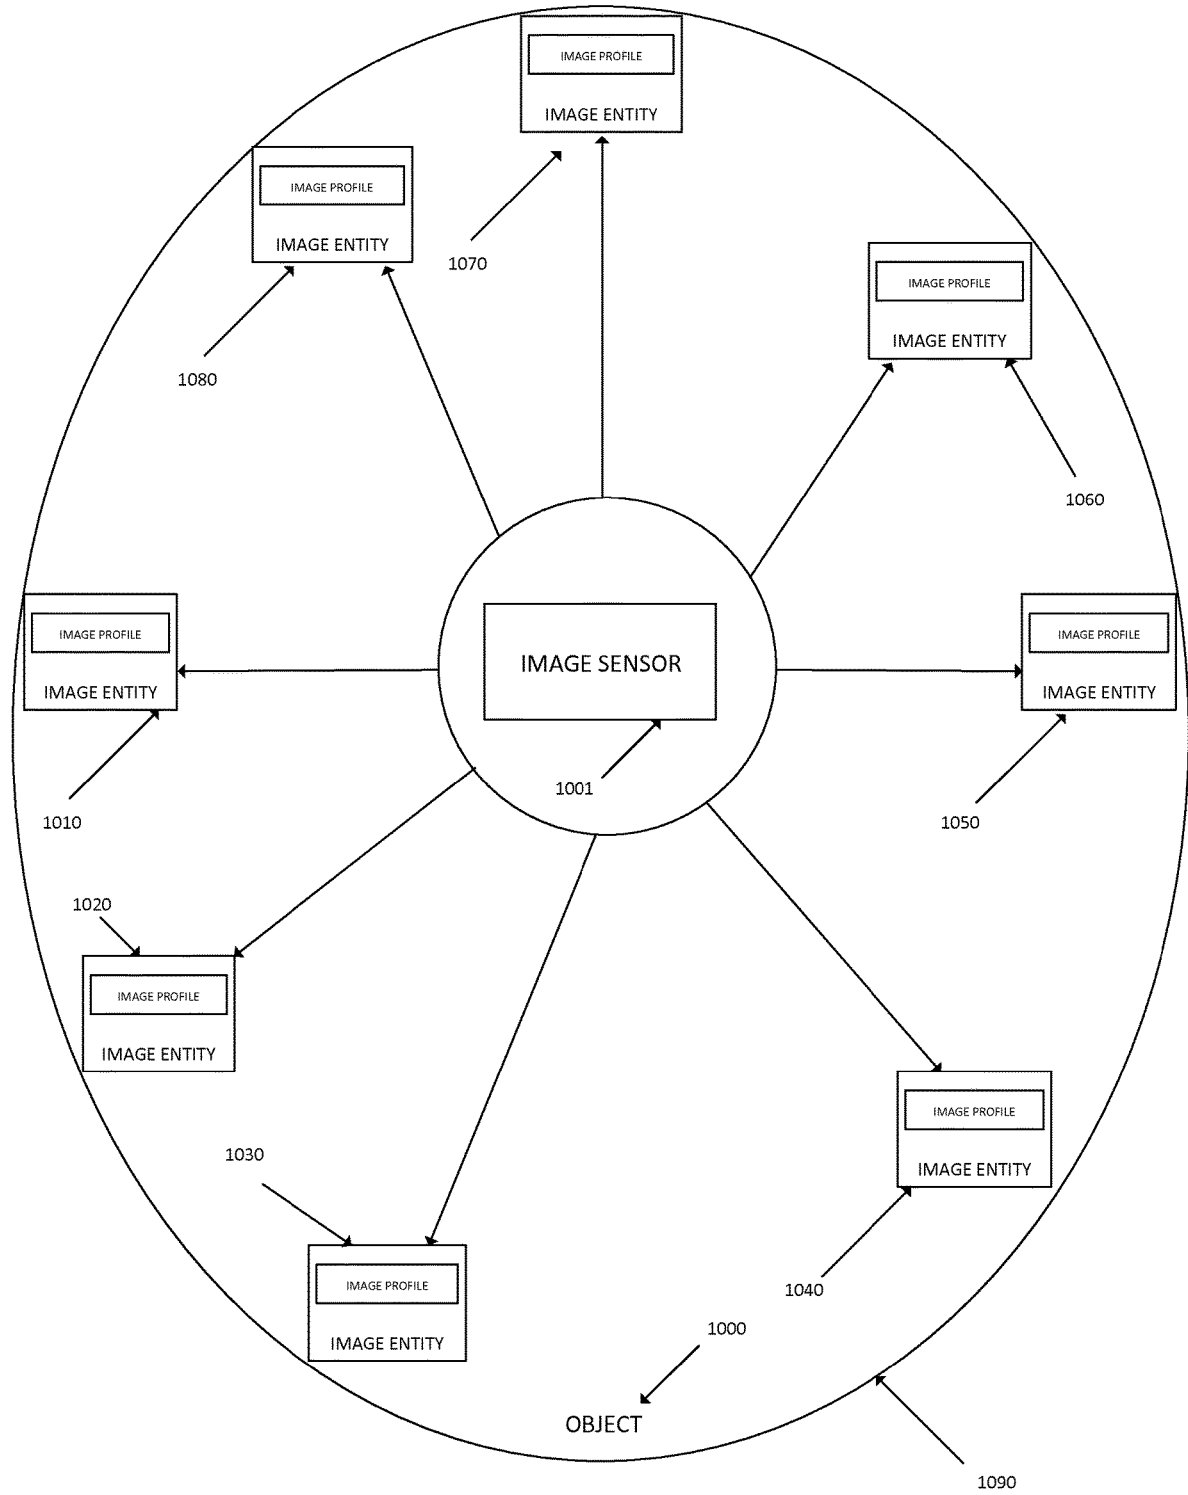 IMAGE PROFILE
IMAGE ENTITY
1070
IMAGE PROFILE
IMAGE ENTITY
1080
IMAGE PROFILE
IMAGE ENTITY
1060
IMAGE PROFILE
IMAGE ENTITY
1010
IMAGE SENSOR
1001
IMAGE PROFILE
IMAGE ENTITY
1050
1020
IMAGE PROFILE
IMAGE ENTITY
1030
IMAGE PROFILE
IMAGE ENTITY
IMAGE PROFILE
IMAGE ENTITY
1040
1000
OBJECT
1090